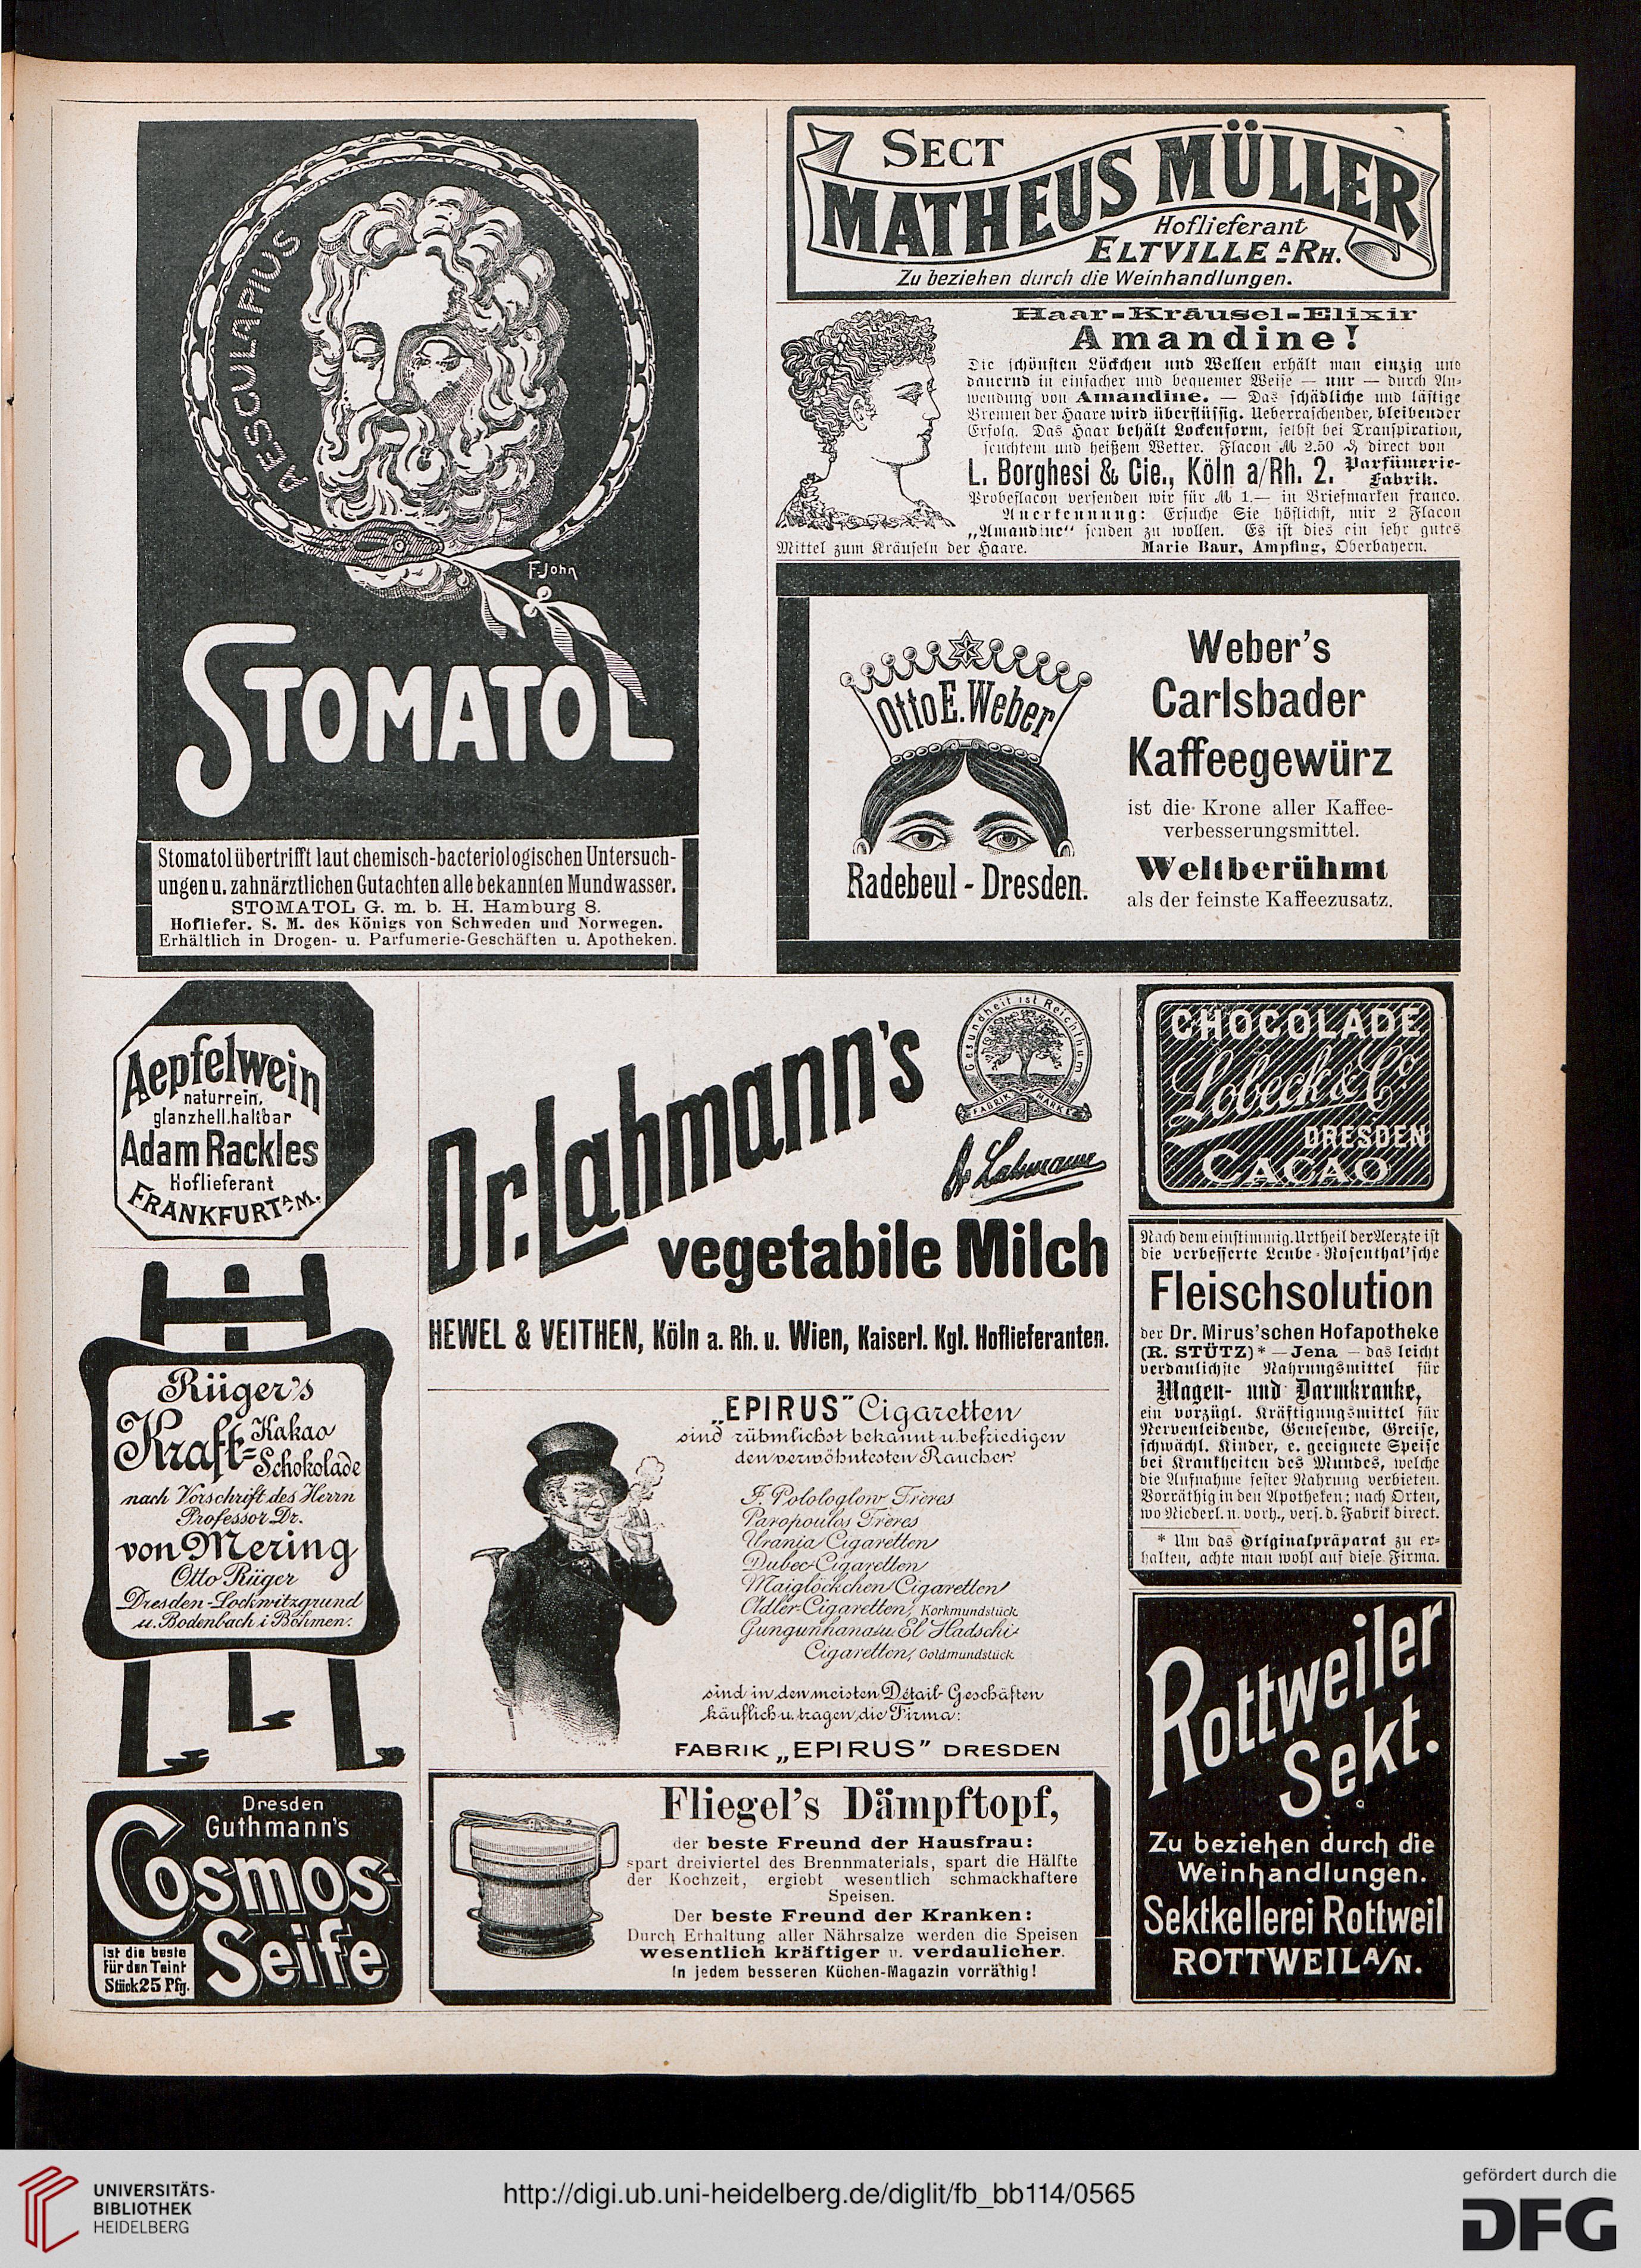 AESCULAPIUS
F. John
STOMATOL
Stomatol übertrifft laut chemisch-bacteriologischen Untersuch-
ungen u. zahnärztlichen Gutachten alle bekannten Mundwasser.
STOMATOL G. m. b. H. Hamburg 8.
Hofliefer. S. M. des Königs von Schweden und Norwegen.
Erhältlich in Drogen- u. Parfumerie-Geschäften u. Apotheken.
SECT
MATHEUS MÜLLER
Hoflieferant
ELTVILLE A RH.
Zu beziehen durch die Weinhandlungen.
Haar-Kräusel-Elixir
Amandine!
Die schönsten Löckchen und Wellen erhält man einzig und
dauernd in einfacher und bequemer Weise — nur — durch An-
wendung von Amandine. — Das schädliche und lästige
Brennen der Haare wird überflüssig. Ueberraschender, bleibender
Erfolg. Das Haar behält Lockenform, selbst bei Transpiration,
feuchtem und heißem Wetter. Flacon M 2.50 ₰ direct von
L. Borghesi & Cie., Köln a/Rh. 2. Parfümerie-
Fabrik.
Probeflacon versenden wir für M 1.— in Briefmarken franco.
Anerkennung: Ersuche Sie höflichst, mir 2 Flacon
„Amandine" senden zu wollen. Es ist dies ein sehr gutes
Mittel zum Kräuseln der Haare. Marie Baur, Ampfing, Oberbayern.
Otto E. Weber
Radebeul - Dresden.
Weber's
Carlsbader
Kaffeegewürz
ist die Krone aller Kaffee-
verbesserungsmittel.
Weltberühmt
als der feinste Kaffeezusatz.
Aepfelwein
naturrein,
glanzhell.haltbar
Adam Rackles
Hoflieferant
FRANKFURT A M.
Dr. Lahmann's
vegetabile Milch
Gesundheit ist Reichthum
FABRIK MARKE
Dr Lahmann
HEWEL & VEITHEN, Köln a. Rh. u. Wien, Kaiserl. Kgl. Hoflieferanten.
CHOCOLADE
Lobeck & Co
DRESDEN
CACAO
Nach dem einstimmig. Urtheil der Aerzte ist
die verbesserte Leube-Rosenthal'sche
Fleischsolution
der Dr. Mirus'schen Hofapotheke
(R. STÜTZ)* — Jena — das leicht
verdaulichste Nahrungsmittel für
Magen- und Darmkranke,
ein vorzügl. Kräftigungsmittel für
Nervenleidende, Genesende, Greise,
schwächl. Kinder, e. geeignete Speise
bei Krankheiten des Mundes, welche
die Aufnahme fester Nahrung verbieten.
Vorräthig in den Apotheken; nach Orten,
wo Niederl. n. vorh., vers. d. Fabrik direct.
* Um das Originalpräparat zu er-
halten, achte man wohl auf diese Firma.
Rüger's
Kraft-
Kakao
Schokolade
nach Vorschrift des Herrn
Professor Dr.
von Mering
Otto Rüger
Dresden-Lockwitzgrund
u. Bodenbach i Böhmen.
„EPIRUS" Cigaretten
sind rühmlichst bekannt u. befriedigen
den verwöhntesten Raucher
Paropoulos Frères
Urania Cigaretten
Dubec Cigaretten
Maiglöckchen Cigaretten
Adler-Cigaretten, Korkmundstück
Gungunhana u. El Hadschi
Cigaretten, Goldmundstück
sind in den meisten Détail-Geschäften
käuflich u. tragen die Firma:
FABRIK „EPIRUS" DRESDEN
Rottweiler
Sekt.
Zu beziehen durch die
Weinhandlungen.
Sektkellerei Rottweil
ROTTWEIL A/N.
Dresden
Guthmann's
Cosmos-
Seife
ist die beste
für den Teint
Stück 25 Pfg.
Fliegel's Dämpftopf,
der beste Freund der Hausfrau:
spart dreiviertel des Brennmaterials, spart die Hälfte
der Kochzeit, ergiebt wesentlich schmackhaftere
Speisen.
Der beste Freund der Kranken:
Durch Erhaltung aller Nährsalze werden die Speisen
wesentlich kräftiger u. verdaulicher.
In jedem besseren Küchen-Magazin vorräthig!
UNIVERSITÄTS-
BIBLIOTHEK
HEIDELBERG
http://digi.ub.uni-heidelberg.de/diglit/fb_bb114/0565
gefördert durch die
DFG